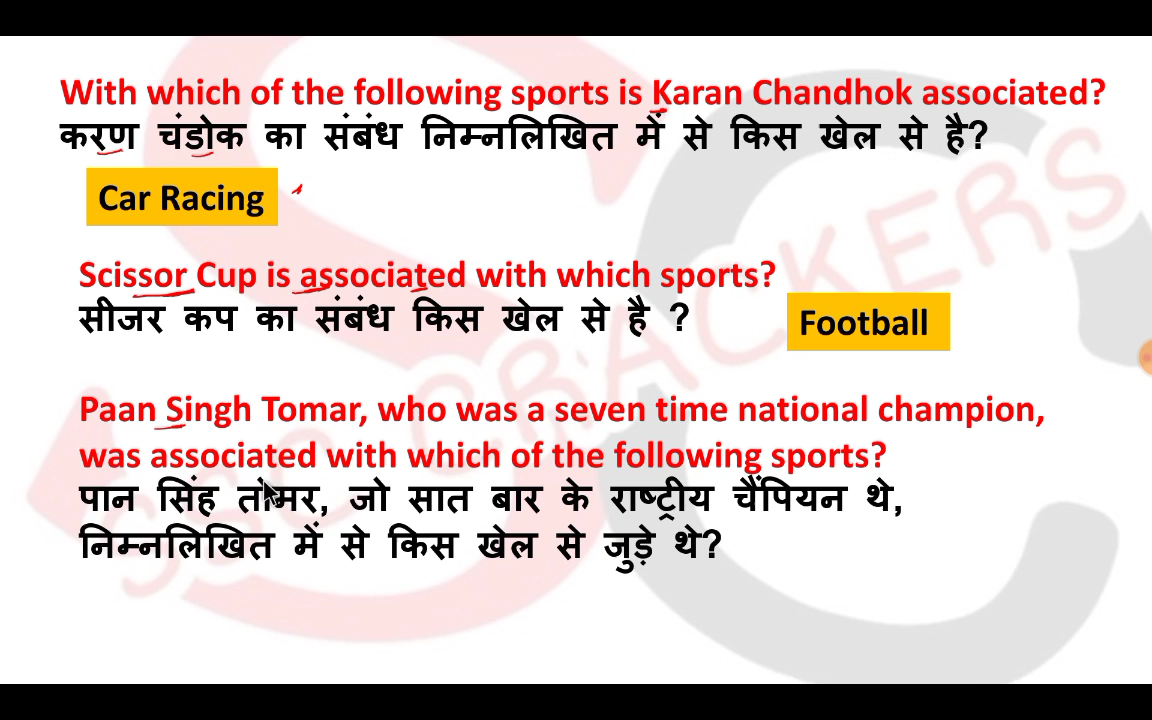 With which of the following sports is Karan Chandhok associated?
करण चंडोक का संबंध निम्नलिखित में से किस खेल से है?
Car Racing
Scissor Cup is associated with which sports?
सीजर कप का संबंध किस खेल से है ?
Football
Paan Singh Tomar, who was a seven time national champion,
was associated with which of the following sports?
पान सिंह तोमर, जो सात बार के राष्ट्रीय चैंपियन थे,
निम्नलिखित में से किस खेल से जुड़े थे?
SSC CRACKERS